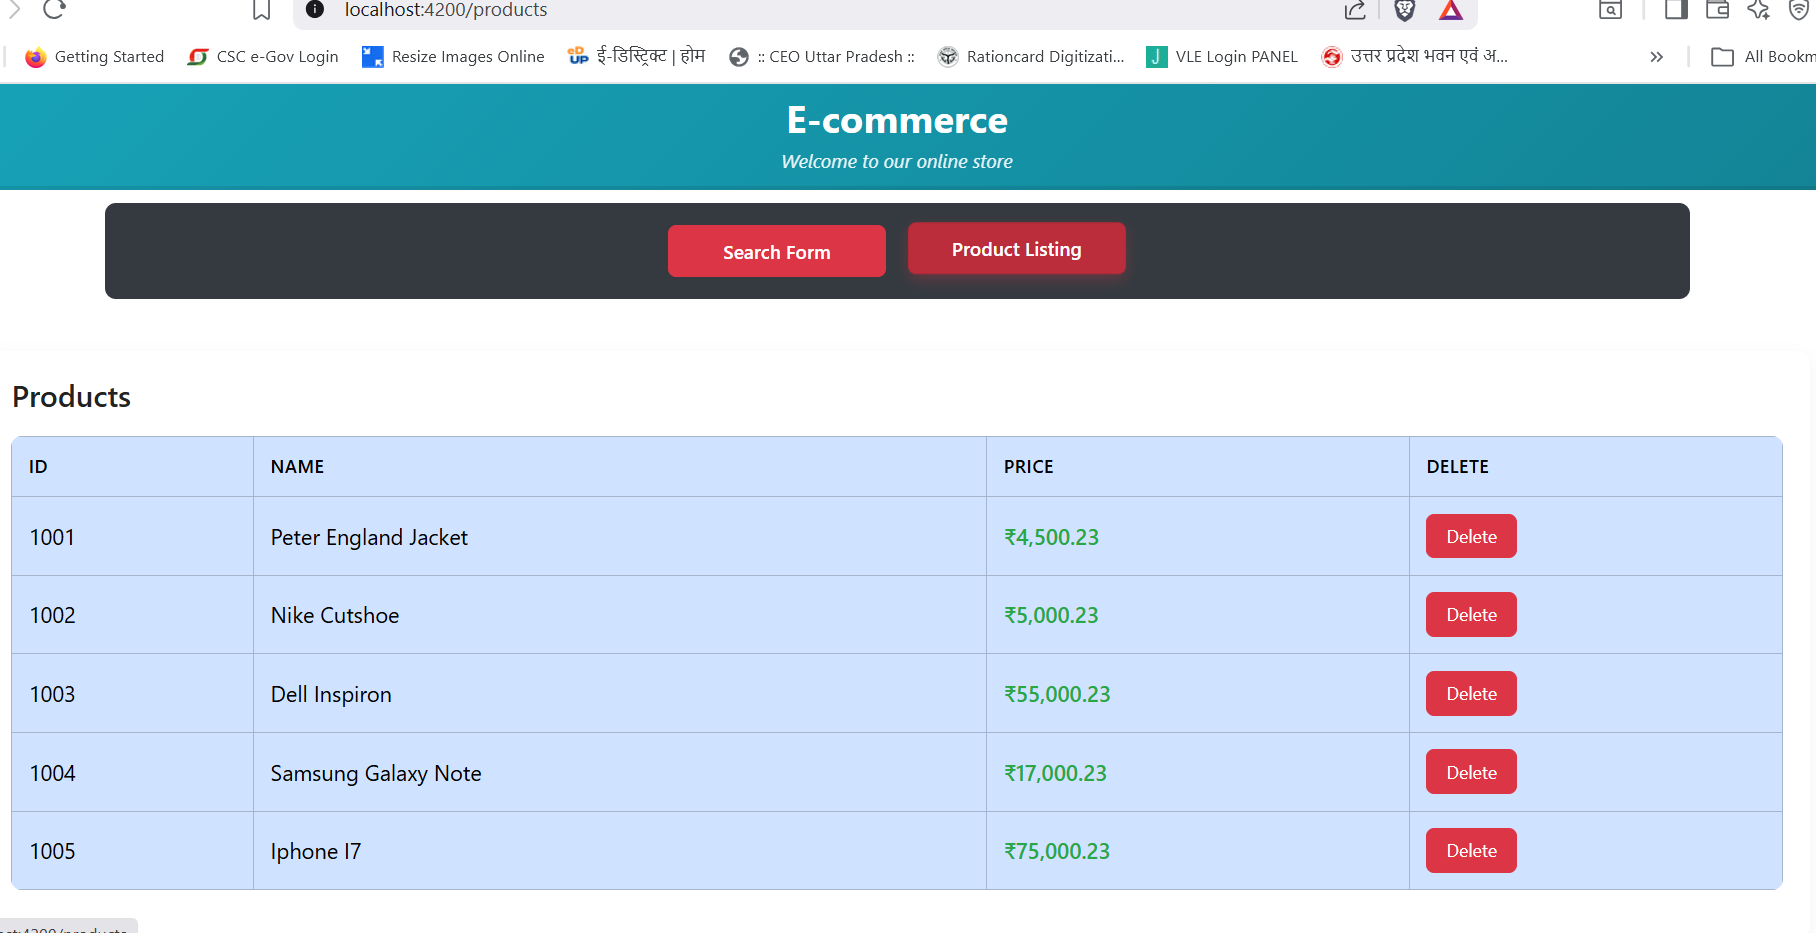 localhost:4200/products
Getting Started CSC e-Gov Login Resize Images Online ई-डिस्ट्रिक्ट | होम :: CEO Uttar Pradesh :: Rationcard Digitizati... VLE Login PANEL उत्तर प्रदेश भवन एवं अ... » All Bookm
E-commerce
Welcome to our online store
Search Form Product Listing
Products
ID NAME PRICE DELETE
1001 Peter England Jacket ₹4,500.23 Delete
1002 Nike Cutshoe ₹5,000.23 Delete
1003 Dell Inspiron ₹55,000.23 Delete
1004 Samsung Galaxy Note ₹17,000.23 Delete
1005 Iphone I7 ₹75,000.23 Delete